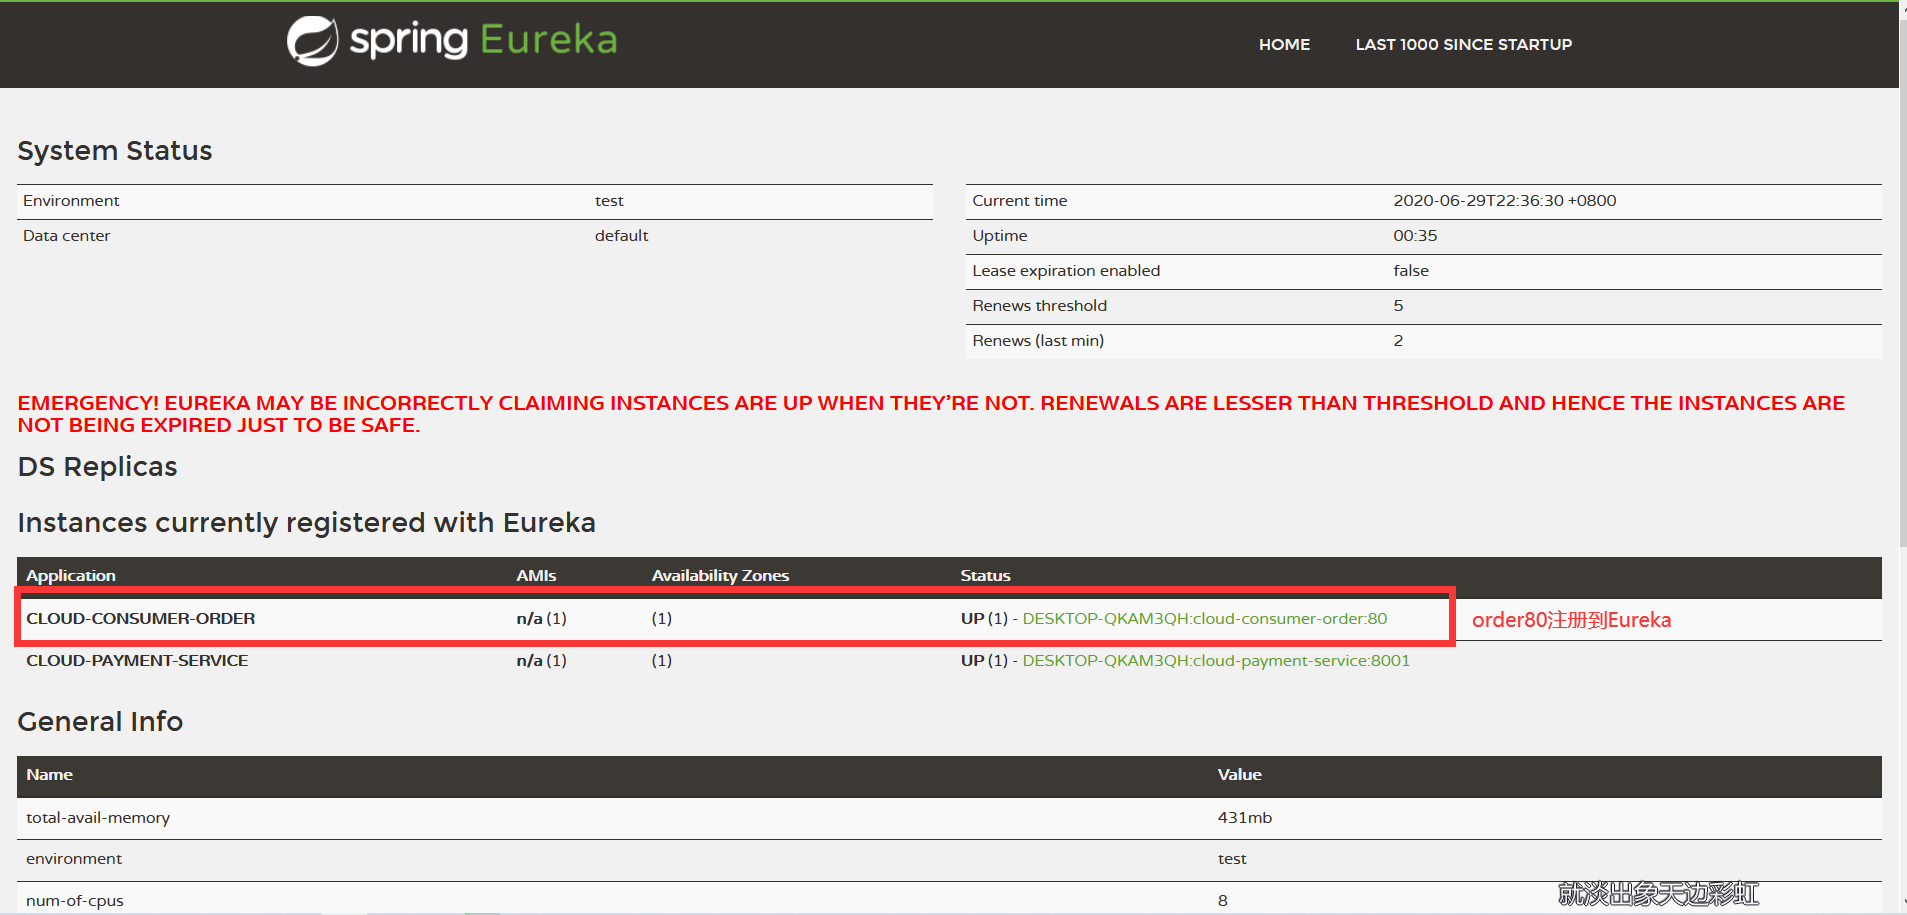 spring Eureka
HOME LAST 1000 SINCE STARTUP
System Status
Environment test
Data center default
Current time 2020-06-29T22:36:30 +0800
Uptime 00:35
Lease expiration enabled false
Renews threshold 5
Renews (last min) 2
EMERGENCY! EUREKA MAY BE INCORRECTLY CLAIMING INSTANCES ARE UP WHEN THEY’RE NOT. RENEWALS ARE LESSER THAN THRESHOLD AND HENCE THE INSTANCES ARE
NOT BEING EXPIRED JUST TO BE SAFE.
DS Replicas
Instances currently registered with Eureka
Application AMIs Availability Zones Status
CLOUD-CONSUMER-ORDER n/a (1) (1) UP (1) - DESKTOP-QKAM3QH:cloud-consumer-order:80 order80注册到Eureka
CLOUD-PAYMENT-SERVICE n/a (1) (1) UP (1) - DESKTOP-QKAM3QH:cloud-payment-service:8001
General Info
Name Value
total-avail-memory 431mb
environment test
num-of-cpus 8
就淡出象天边彩虹